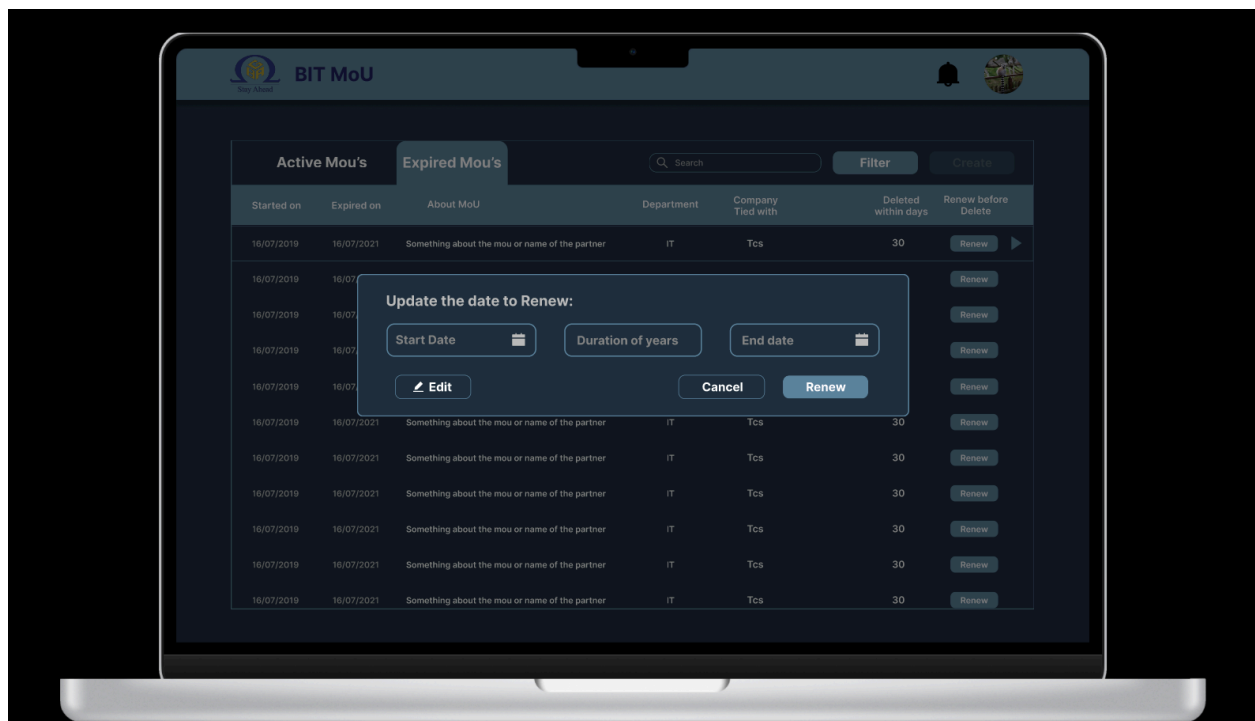 BIT MoU
Stay Ahead
Active Mou's
Expired Mou's
Search
Filter
Create
Started on
Expired on
About MoU
Department
Company
Tied with
Deleted
within days
Renew before
Delete
16/07/2019 16/07/2021 Something about the mou or name of the partner IT Tcs 30 Renew
16/07/2019 16/07 Renew
16/07/2019 16/07 Renew
16/07/2019 16/07 Renew
16/07/2019 16/07 Renew
Update the date to Renew:
Start Date
Duration of years
End date
Edit
Cancel
Renew
16/07/2019 16/07/2021 Something about the mou or name of the partner IT Tcs 30 Renew
16/07/2019 16/07/2021 Something about the mou or name of the partner IT Tcs 30 Renew
16/07/2019 16/07/2021 Something about the mou or name of the partner IT Tcs 30 Renew
16/07/2019 16/07/2021 Something about the mou or name of the partner IT Tcs 30 Renew
16/07/2019 16/07/2021 Something about the mou or name of the partner IT Tcs 30 Renew
16/07/2019 16/07/2021 Something about the mou or name of the partner IT Tcs 30 Renew